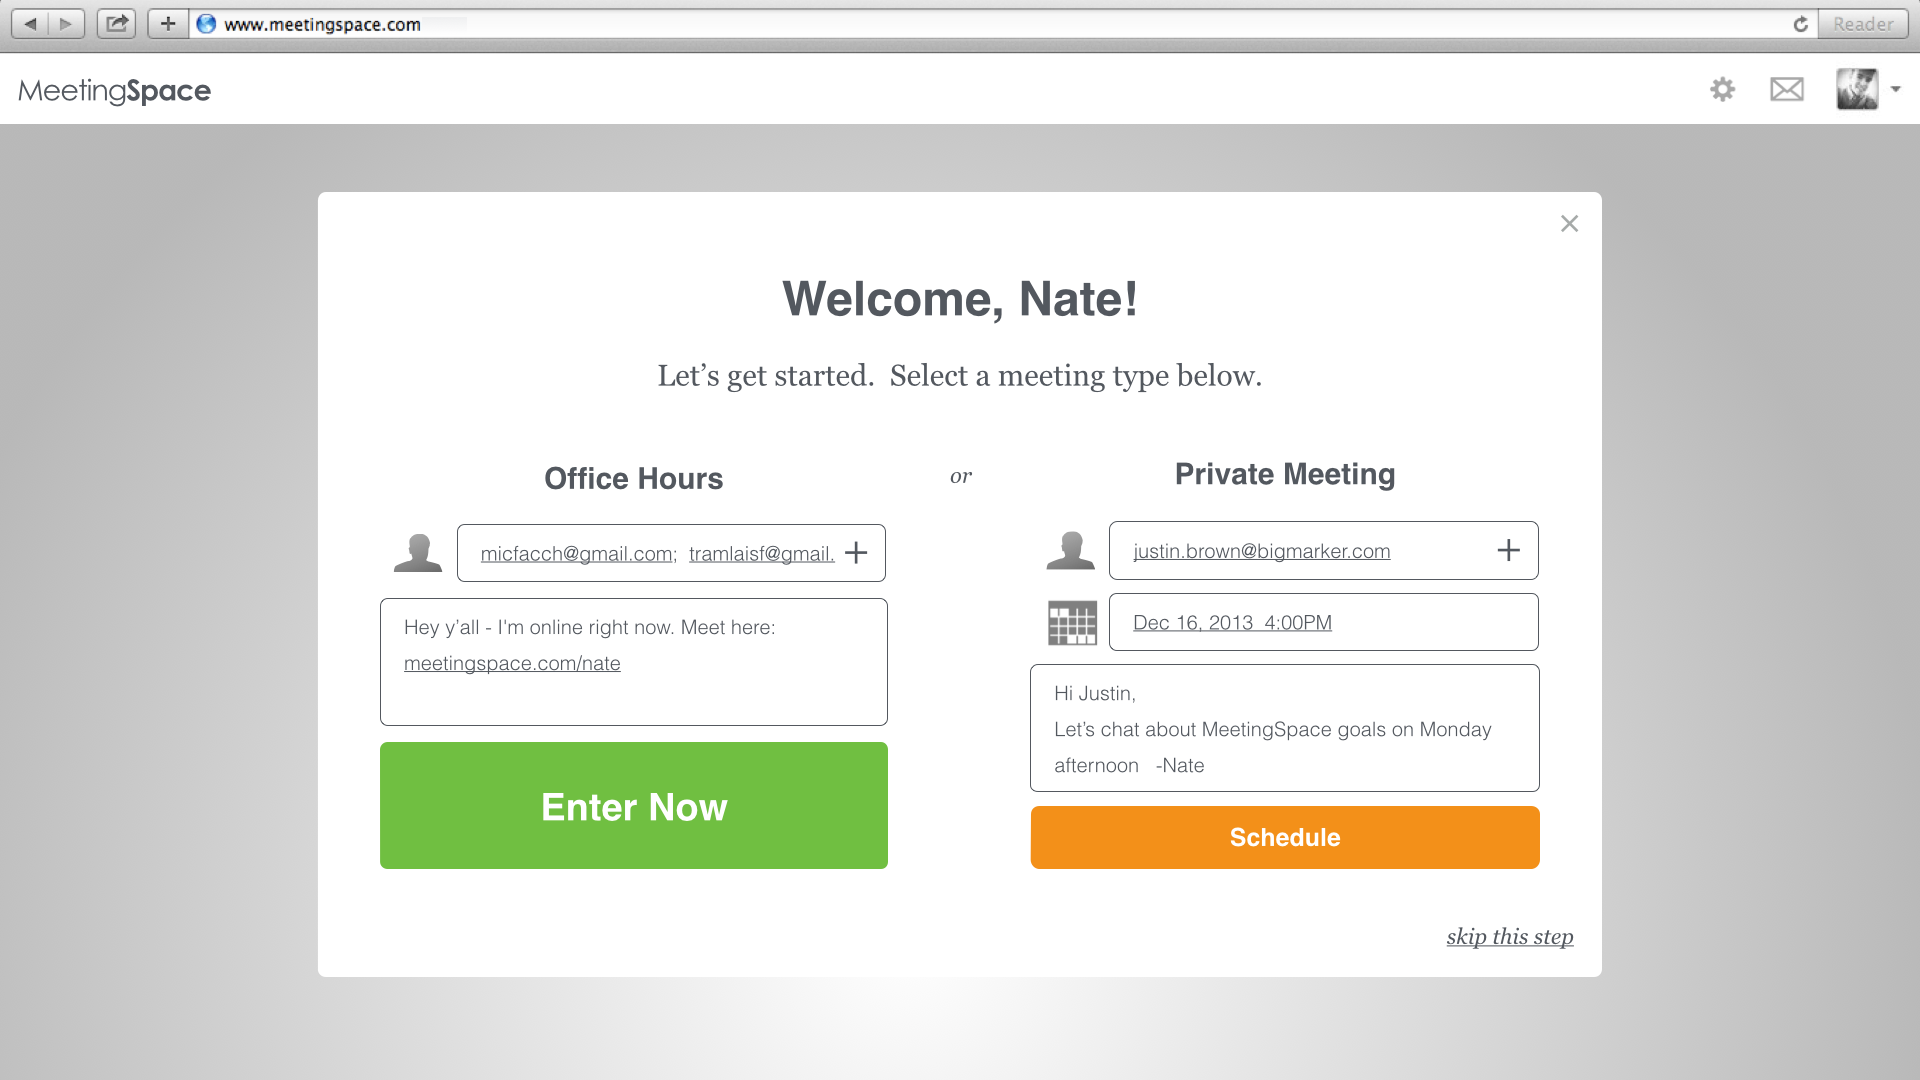 www.meetingspace.com
Reader
MeetingSpace
Welcome, Nate!
Let’s get started.  Select a meeting type below.
Office Hours
or
Private Meeting
micfacch@gmail.com;  tramlaisf@gmail.
justin.brown@bigmarker.com
Hey y’all - I'm online right now. Meet here:
meetingspace.com/nate
Dec 16, 2013  4:00PM
Hi Justin,
Let’s chat about MeetingSpace goals on Monday
afternoon   -Nate
Enter Now
Schedule
skip this step